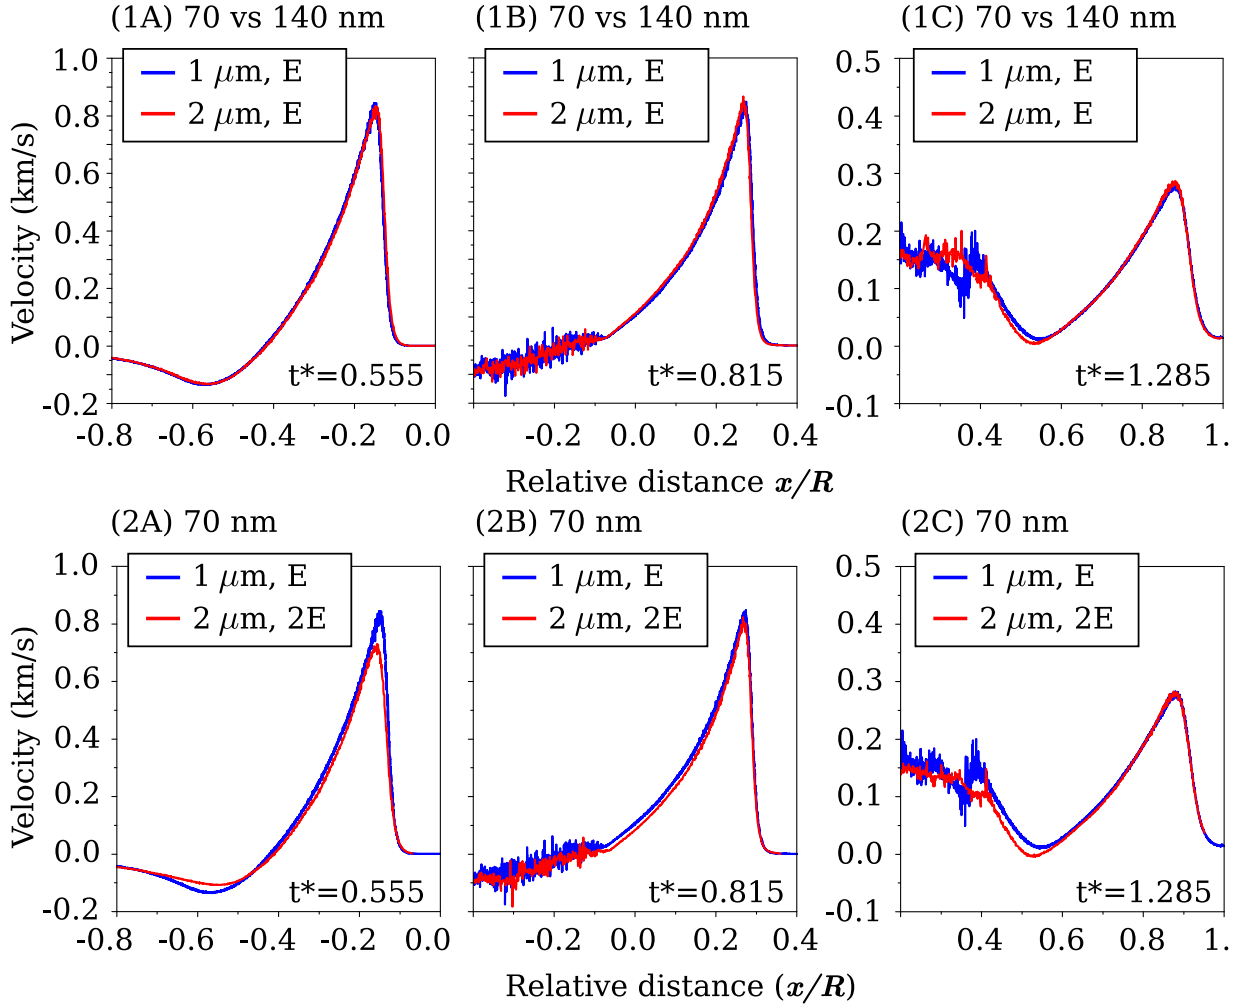 (1A) 70 vs 140 nm
(1B) 70 vs 140 nm
(1C) 70 vs 140 nm
1.0
0.8
0.6
0.4
0.2
0.0
-0.2
Velocity (km/s)
1 μm, E
2 μm, E
t*=0.555
-0.8 -0.6 -0.4 -0.2 0.0
1 μm, E
2 μm, E
t*=0.815
0.0 0.2 0.4
0.5
0.4
0.3
0.2
0.1
0.0
-0.1
1 μm, E
2 μm, E
t*=1.285
0.4 0.6 0.8 1.
Relative distance x/R
(2A) 70 nm
(2B) 70 nm
(2C) 70 nm
1.0
0.8
0.6
0.4
0.2
0.0
-0.2
Velocity (km/s)
1 μm, E
2 μm, 2E
t*=0.555
-0.8 -0.6 -0.4 -0.2 0.0
1 μm, E
2 μm, 2E
t*=0.815
0.0 0.2 0.4
0.5
0.4
0.3
0.2
0.1
0.0
-0.1
1 μm, E
2 μm, 2E
t*=1.285
0.4 0.6 0.8 1.
Relative distance (x/R)